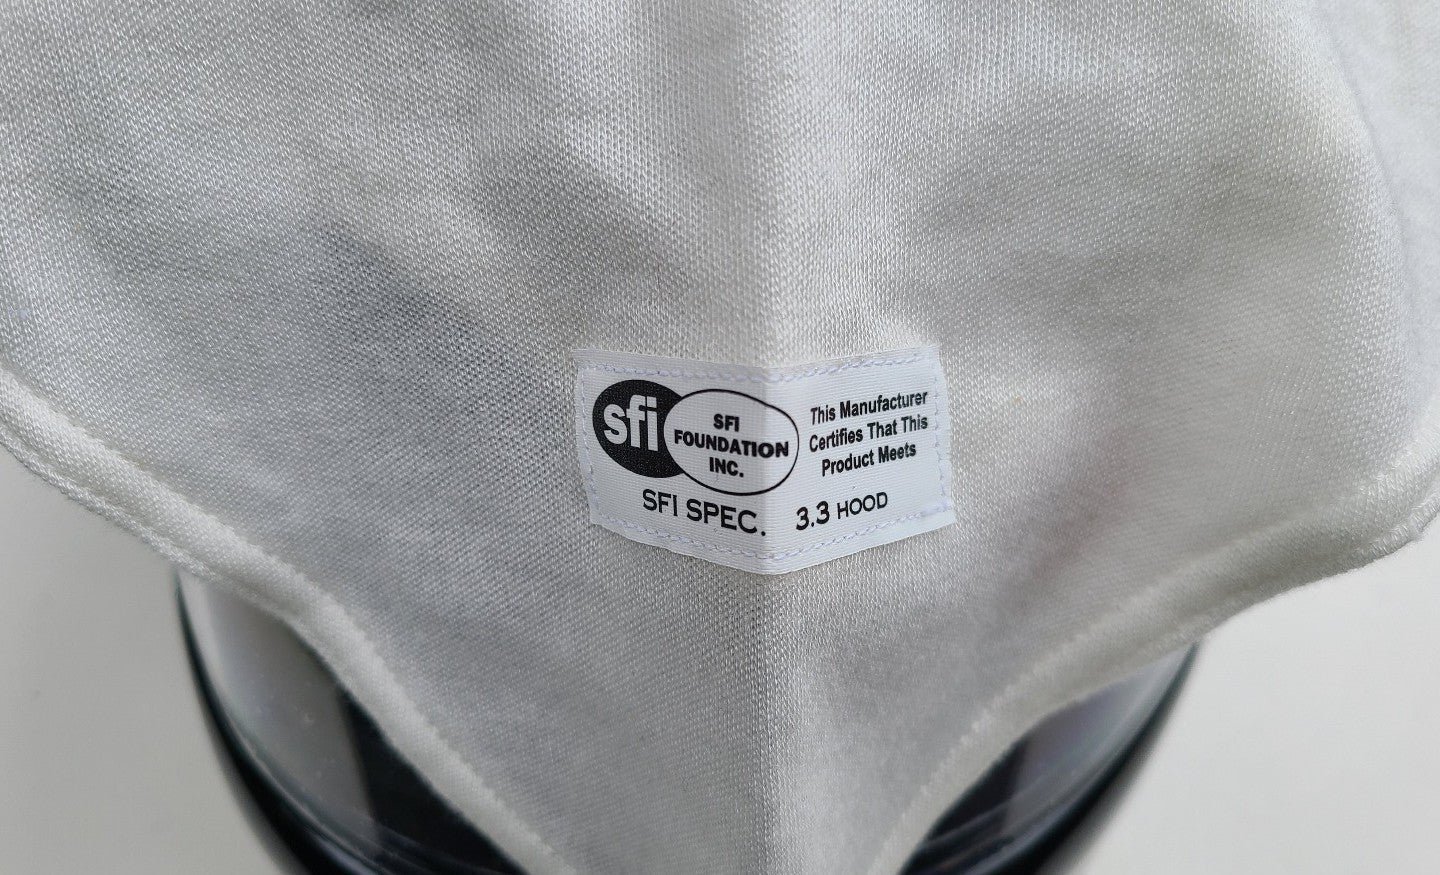 sfi
SFI
FOUNDATION
INC.
This Manufacturer
Certifies That This
Product Meets
SFI SPEC. 3.3 HOOD